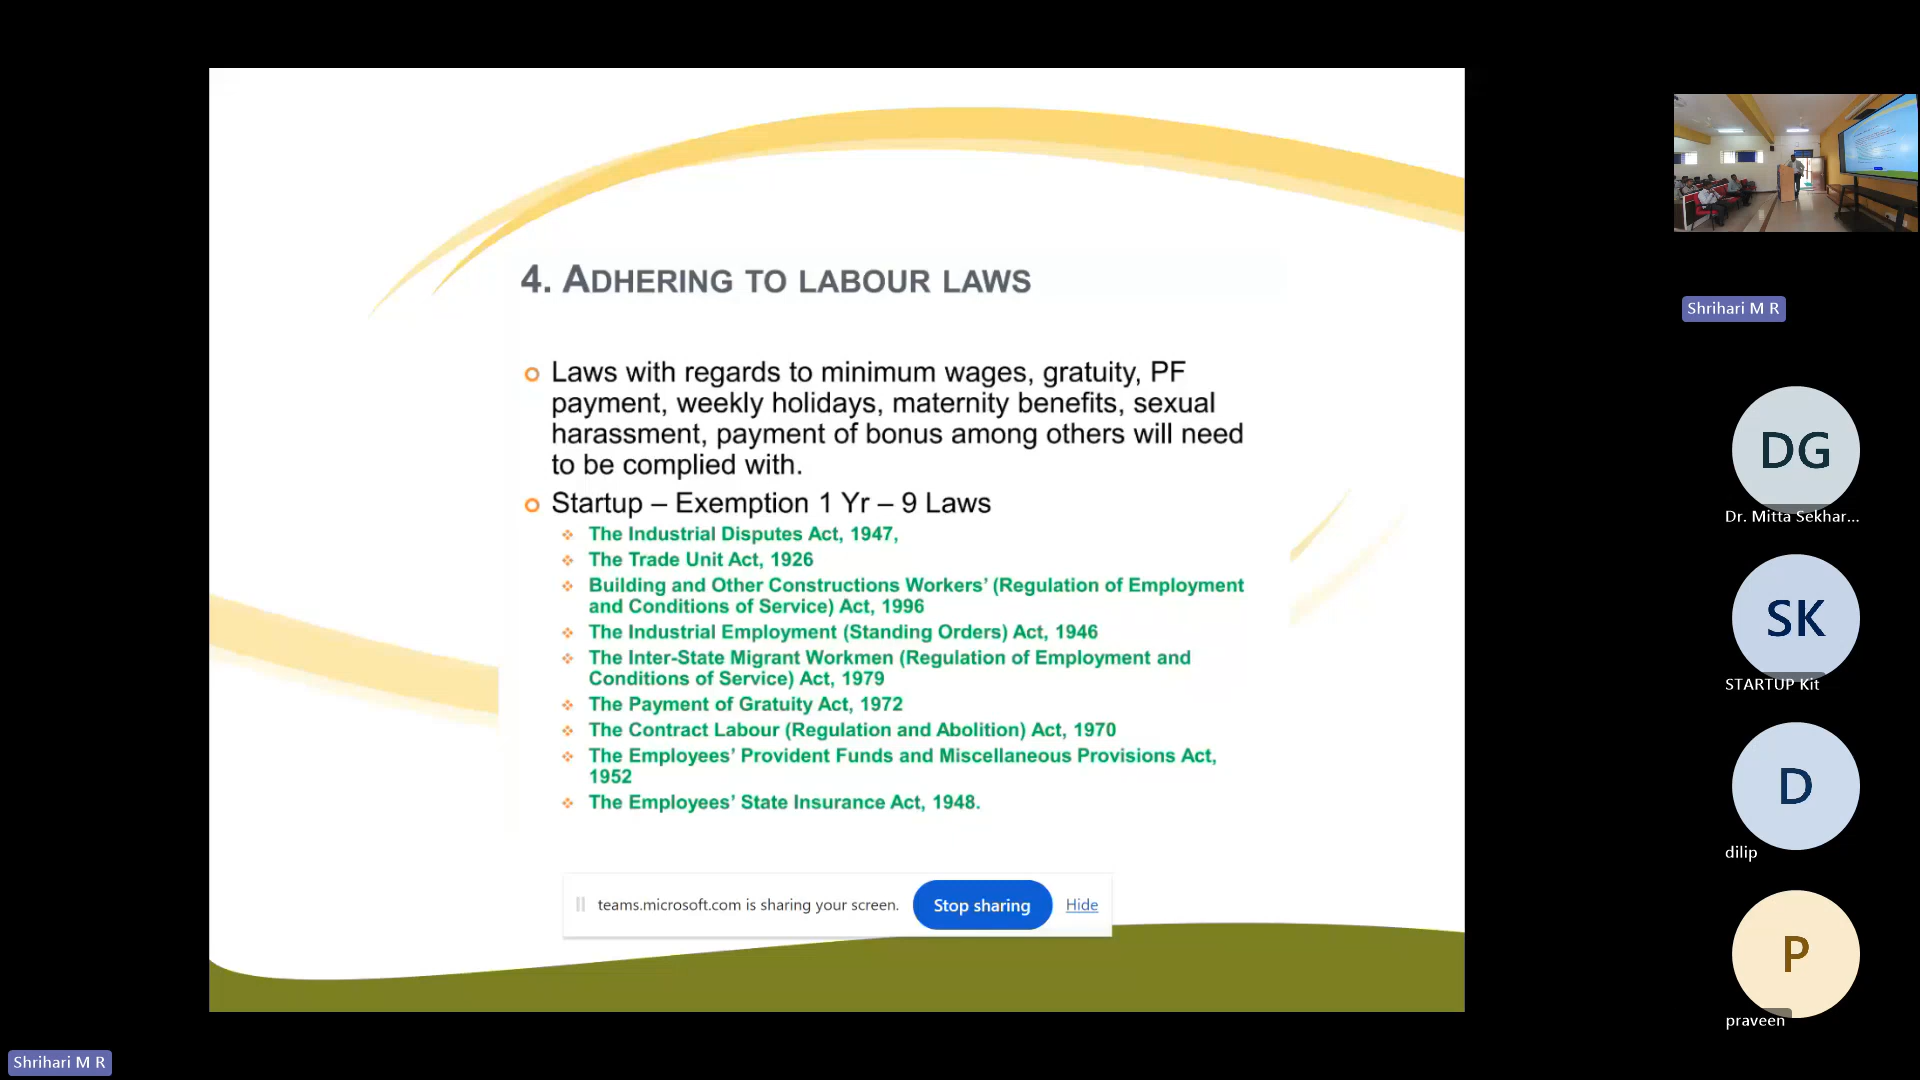 4. ADHERING TO LABOUR LAWS
Laws with regards to minimum wages, gratuity, PF
payment, weekly holidays, maternity benefits, sexual
harassment, payment of bonus among others will need
to be complied with.
Startup – Exemption 1 Yr – 9 Laws
The Industrial Disputes Act, 1947,
The Trade Unit Act, 1926
Building and Other Constructions Workers’ (Regulation of Employment
and Conditions of Service) Act, 1996
The Industrial Employment (Standing Orders) Act, 1946
The Inter-State Migrant Workmen (Regulation of Employment and
Conditions of Service) Act, 1979
The Payment of Gratuity Act, 1972
The Contract Labour (Regulation and Abolition) Act, 1970
The Employees’ Provident Funds and Miscellaneous Provisions Act,
1952
The Employees’ State Insurance Act, 1948.
teams.microsoft.com is sharing your screen.
Stop sharing
Hide
Shrihari M R
DG
Dr. Mitta Sekhar...
SK
STARTUP Kit
D
dilip
P
praveen
Shrihari M R